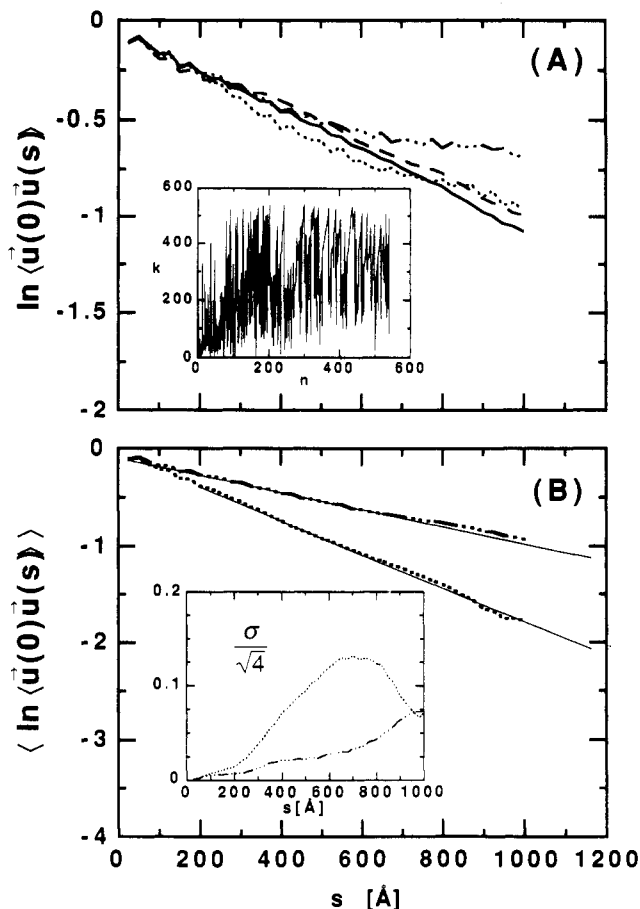 0
-0.5
-1
-1.5
-2
(A)
ln ⟨u⃗(0)u⃗(s)⟩
600
400
k
200
0
0 200 400 600
n
0
-1
-2
-3
-4
(B)
⟨ ln ⟨u⃗(0)u⃗(s)⟩ ⟩
0.2
0.1
0
σ
√4
0 200 400 600 800 1000
s[Å]
0 200 400 600 800 1000 1200
s [Å]